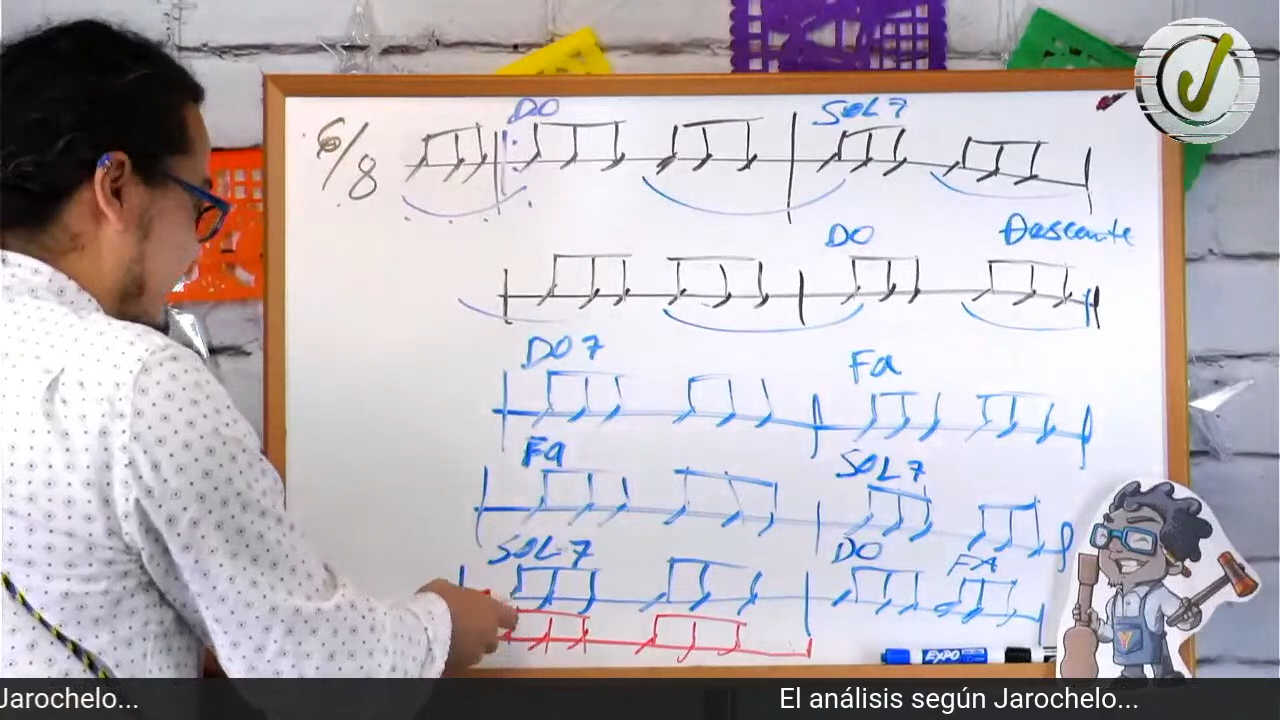 DO SOL7
6/8
DO Descante
DO7 Fa
Fa SOL7
SOL7 DO FA
EXPO
Jarochelo... El análisis según Jarochelo...